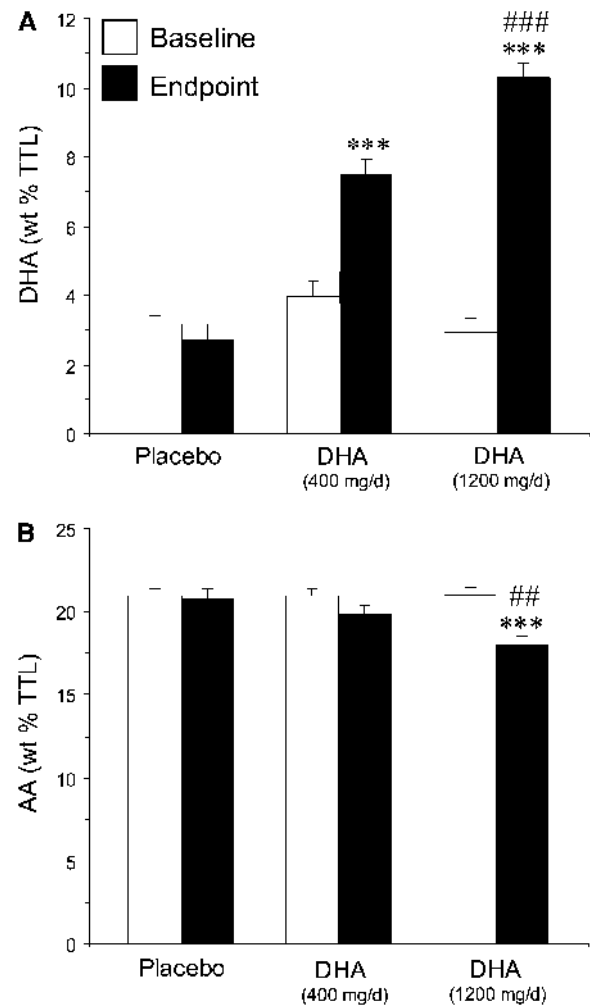 A
Baseline
Endpoint
###
***
***
DHA (wt % TTL)
12
10
8
6
4
2
0
Placebo
DHA
(400 mg/d)
DHA
(1200 mg/d)
B
##
***
AA (wt % TTL)
25
20
15
10
5
0
Placebo
DHA
(400 mg/d)
DHA
(1200 mg/d)